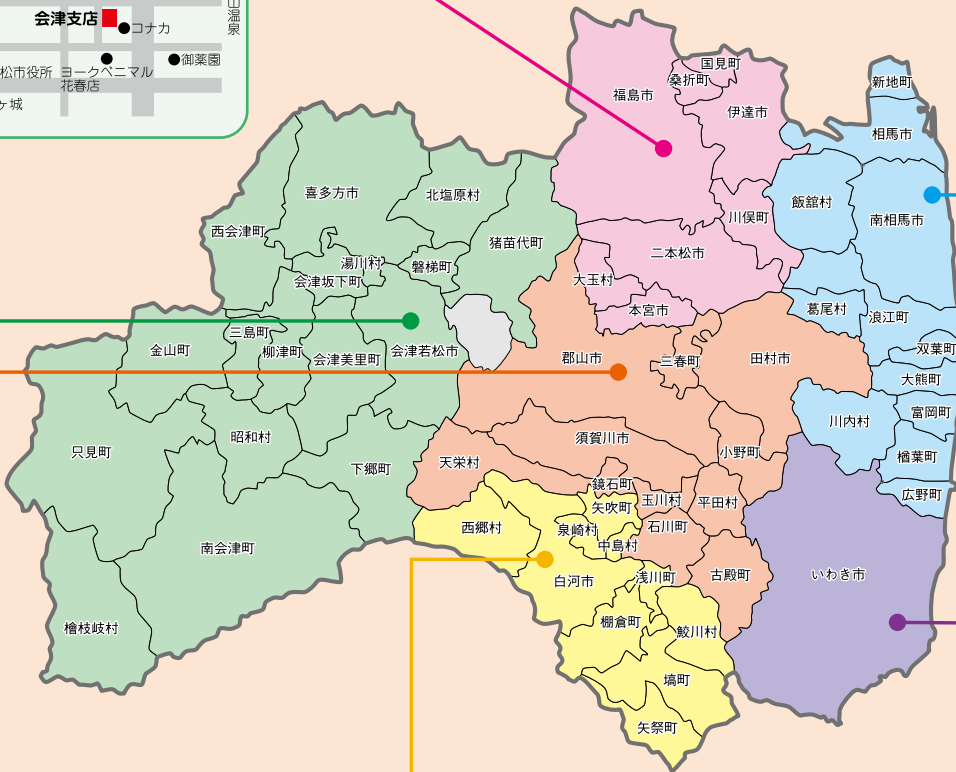 会津支店
コナカ
山温泉
御薬園
松市役所
ヨークベニマル
花春店
ヶ城
国見町
桑折町
福島市
伊達市
新地町
相馬市
喜多方市
北塩原村
飯舘村
川俣町
南相馬市
西会津町
猪苗代町
二本松市
湯川村
磐梯町
会津坂下町
大玉村
本宮市
葛尾村
浪江町
三島町
金山町
柳津町
会津美里町
会津若松市
郡山市
三春町
田村市
双葉町
大熊町
富岡町
川内村
昭和村
須賀川市
只見町
小野町
楢葉町
天栄村
下郷町
鏡石町
広野町
玉川村
平田村
矢吹町
西郷村
泉崎村
石川町
中島村
南会津町
白河市
浅川町
古殿町
いわき市
棚倉町
檜枝岐村
鮫川村
塙町
矢祭町